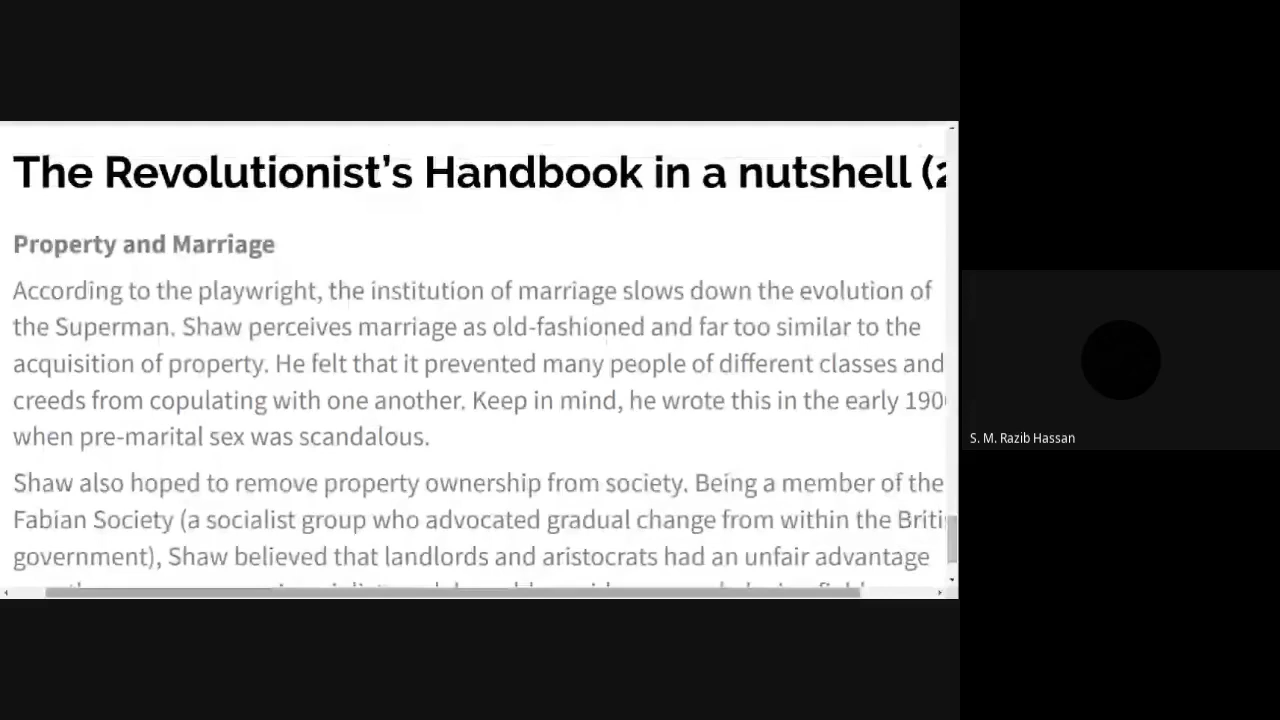 The Revolutionist's Handbook in a nutshell
Property and Marriage
According to the playwright, the institution of marriage slows down the evolution of
the Superman. Shaw perceives marriage as old-fashioned and far too similar to the
acquisition of property. He felt that it prevented many people of different classes and
creeds from copulating with one another. Keep in mind, he wrote this in the early
when pre-marital sex was scandalous.
S. M. Razib Hassan
Shaw also hoped to remove property ownership from society. Being a member of the
Fabian Society (a socialist group who advocated gradual change from within the
government), Shaw believed that landlords and aristocrats had an unfair advantage